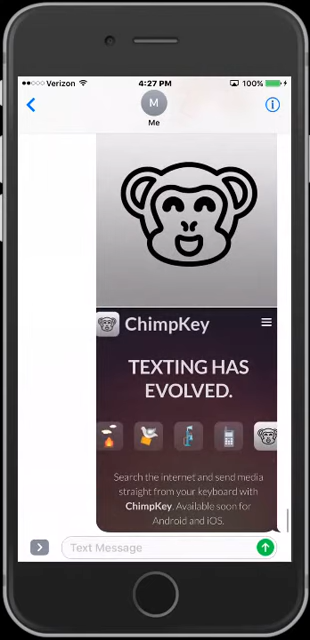 Verizon 4:27 PM 100%
M
Me
ChimpKey
TEXTING HAS
EVOLVED.
Search the internet and send media
straight from your keyboard with
ChimpKey. Available soon for
Android and iOS.
Text Message